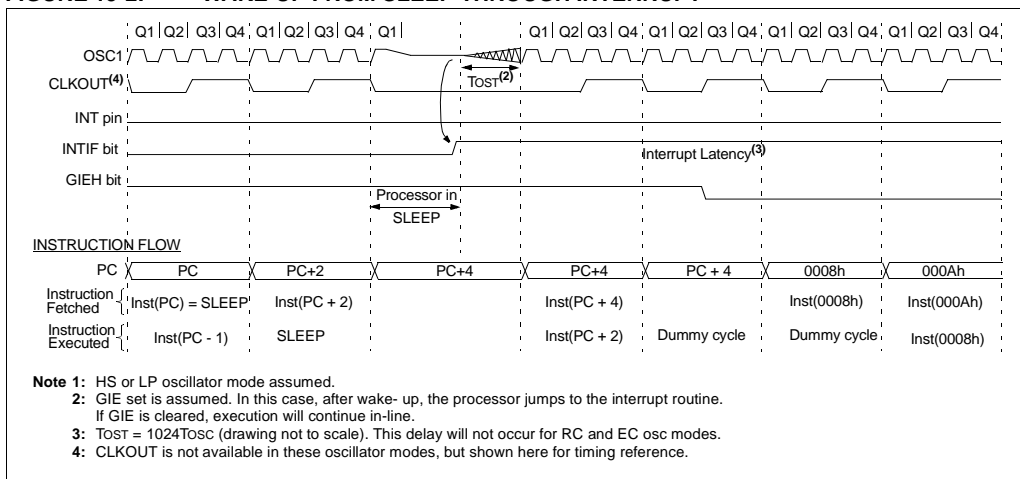 FIGURE WAKE-UP FROM SLEEP THROUGH INTERRUPT
Q1 Q2 Q3 Q4 Q1 Q2 Q3 Q4 Q1 Q1 Q2 Q3 Q4 Q1 Q2 Q3 Q4 Q1 Q2 Q3 Q4 Q1 Q2 Q3 Q4
OSC1
CLKOUT(4)
TOST(2)
INT pin
INTIF bit
Interrupt Latency(3)
GIEH bit
Processor in
SLEEP
INSTRUCTION FLOW
PC PC PC+2 PC+4 PC+4 PC + 4 0008h 000Ah
Instruction
Fetched
Inst(PC) = SLEEP Inst(PC + 2) Inst(PC + 4) Inst(0008h) Inst(000Ah)
Instruction
Executed
Inst(PC - 1) SLEEP Inst(PC + 2) Dummy cycle Dummy cycle Inst(0008h)
Note 1: HS or LP oscillator mode assumed.
2: GIE set is assumed. In this case, after wake- up, the processor jumps to the interrupt routine.
If GIE is cleared, execution will continue in-line.
3: TOST = 1024TOSC (drawing not to scale). This delay will not occur for RC and EC osc modes.
4: CLKOUT is not available in these oscillator modes, but shown here for timing reference.